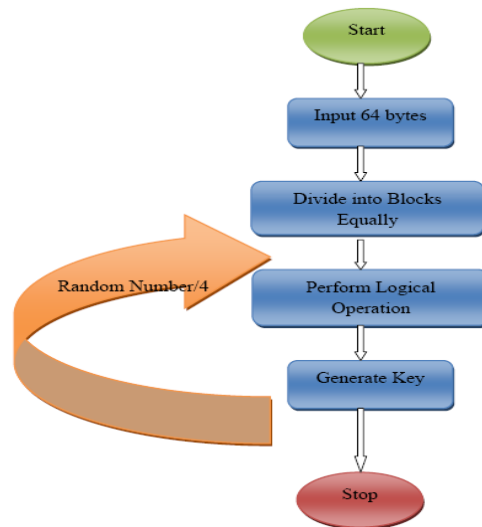 Start
Input 64 bytes
Divide into Blocks
Equally
Random Number/4
Perform Logical
Operation
Generate Key
Stop